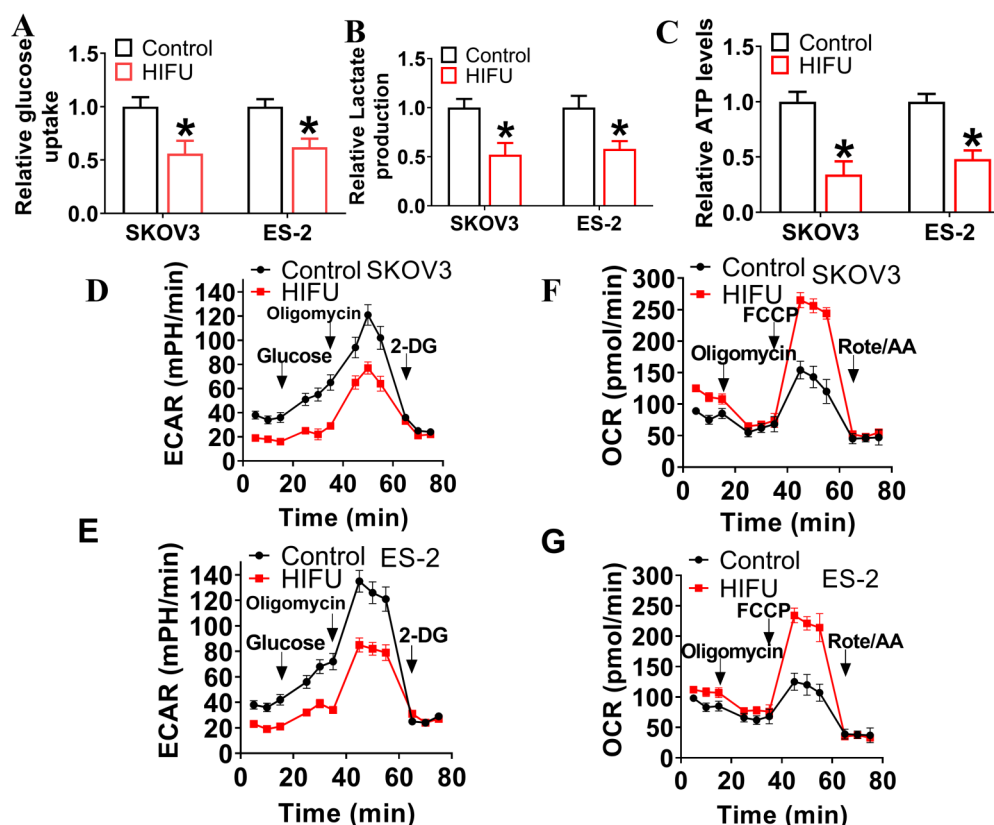 A
Relative glucose
uptake
Control
HIFU
1.5
1.0
0.5
0.0
*
*
SKOV3
ES-2
B
Relative Lactate
production
Control
HIFU
1.5
1.0
0.5
0.0
*
*
SKOV3
ES-2
C
Relative ATP levels
Control
HIFU
1.5
1.0
0.5
0.0
*
*
SKOV3
ES-2
D
ECAR (mPH/min)
Control SKOV3
HIFU
Oligomycin
Glucose
2-DG
140
120
100
80
60
40
20
0
0 20 40 60 80
Time (min)
F
OCR (pmol/min)
Control SKOV3
HIFU
FCCP
Oligomycin
Rote/AA
300
250
200
150
100
50
0
0 20 40 60 80
Time (min)
E
ECAR (mPH/min)
Control ES-2
HIFU
Oligomycin
Glucose
2-DG
140
120
100
80
60
40
20
0
0 20 40 60 80
Time (min)
G
OCR (pmol/min)
Control
HIFU
ES-2
FCCP
Oligomycin
Rote/AA
300
250
200
150
100
50
0
0 20 40 60 80
Time (min)